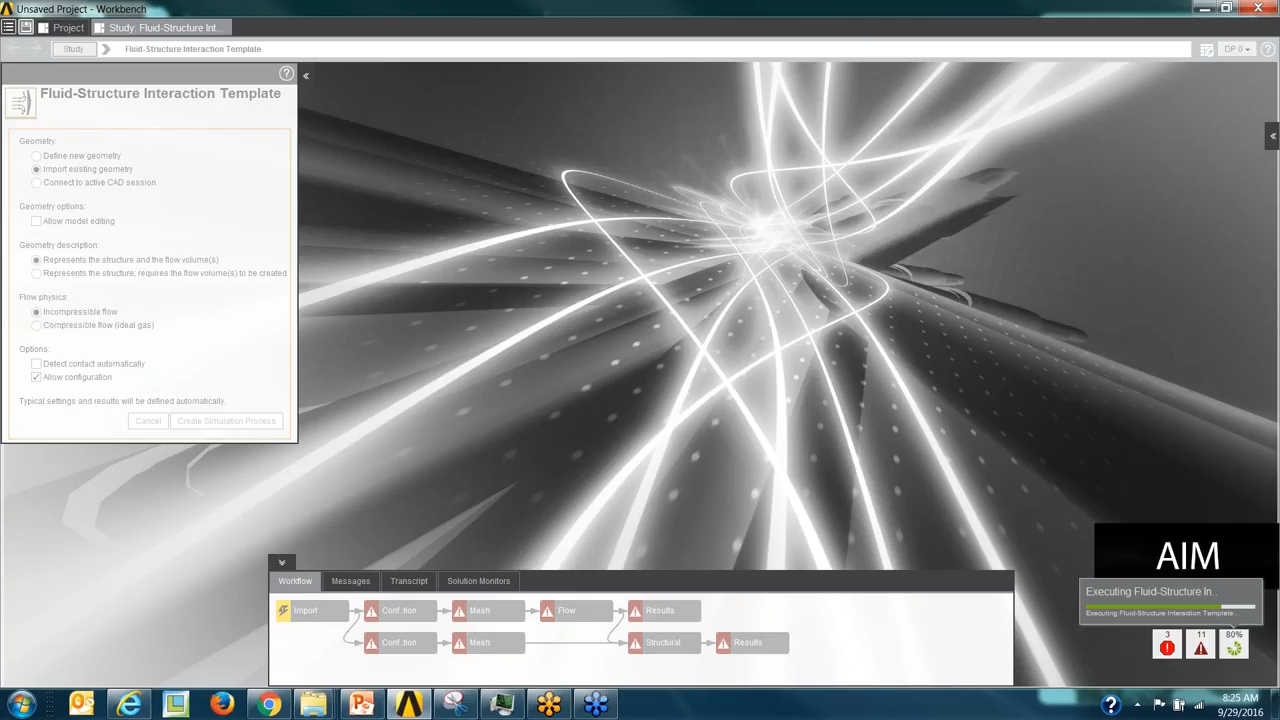 Unsaved Project - Workbench
Project
Study: Fluid-Structure Int...
Study
Fluid-Structure Interaction Template
DP 0
?
?
Fluid-Structure Interaction Template
Geometry:
Define new geometry
Import existing geometry
Connect to active CAD session
Geometry options:
Allow model editing
Geometry description:
Represents the structure and the flow volume(s)
Represents the structure; requires the flow volume(s) to be created
Flow physics:
Incompressible flow
Compressible flow (ideal gas)
Options:
Detect contact automatically
Allow configuration
Typical settings and results will be defined automatically.
Cancel
Create Simulation Process
AIM
Executing Fluid-Structure In..
Executing Fluid-Structure Interaction Template...
3
11
80%
Workflow
Messages
Transcript
Solution Monitors
Import
Conf..tion
Mesh
Flow
Results
Conf..tion
Mesh
Structural
Results
8:25 AM
9/29/2016